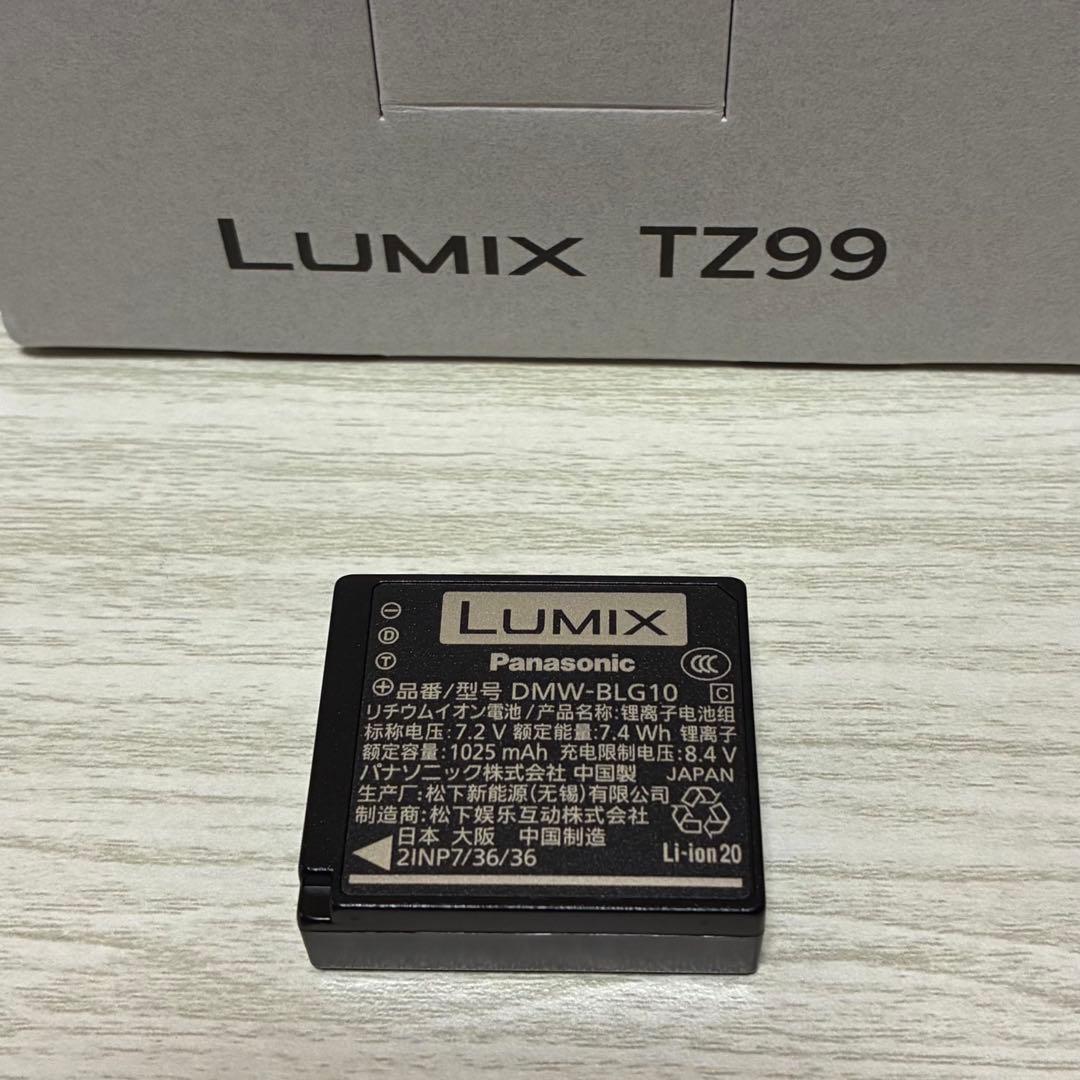 LUMIX TZ99
LUMIX
Panasonic CCC
⊖
Ⓓ
Ⓣ
⊕品番/型号 DMW-BLG10 C
リチウムイオン電池/产品名称:锂离子电池组
标称电压:7.2 V 额定能量:7.4 Wh 锂离子
额定容量:1025 mAh 充电限制电压:8.4 V
パナソニック株式会社 中国製 JAPAN
生产厂:松下新能源(无锡)有限公司
制造商:松下娱乐互动株式会社
日本 大阪 中国制造
2INP7/36/36 Li-ion20